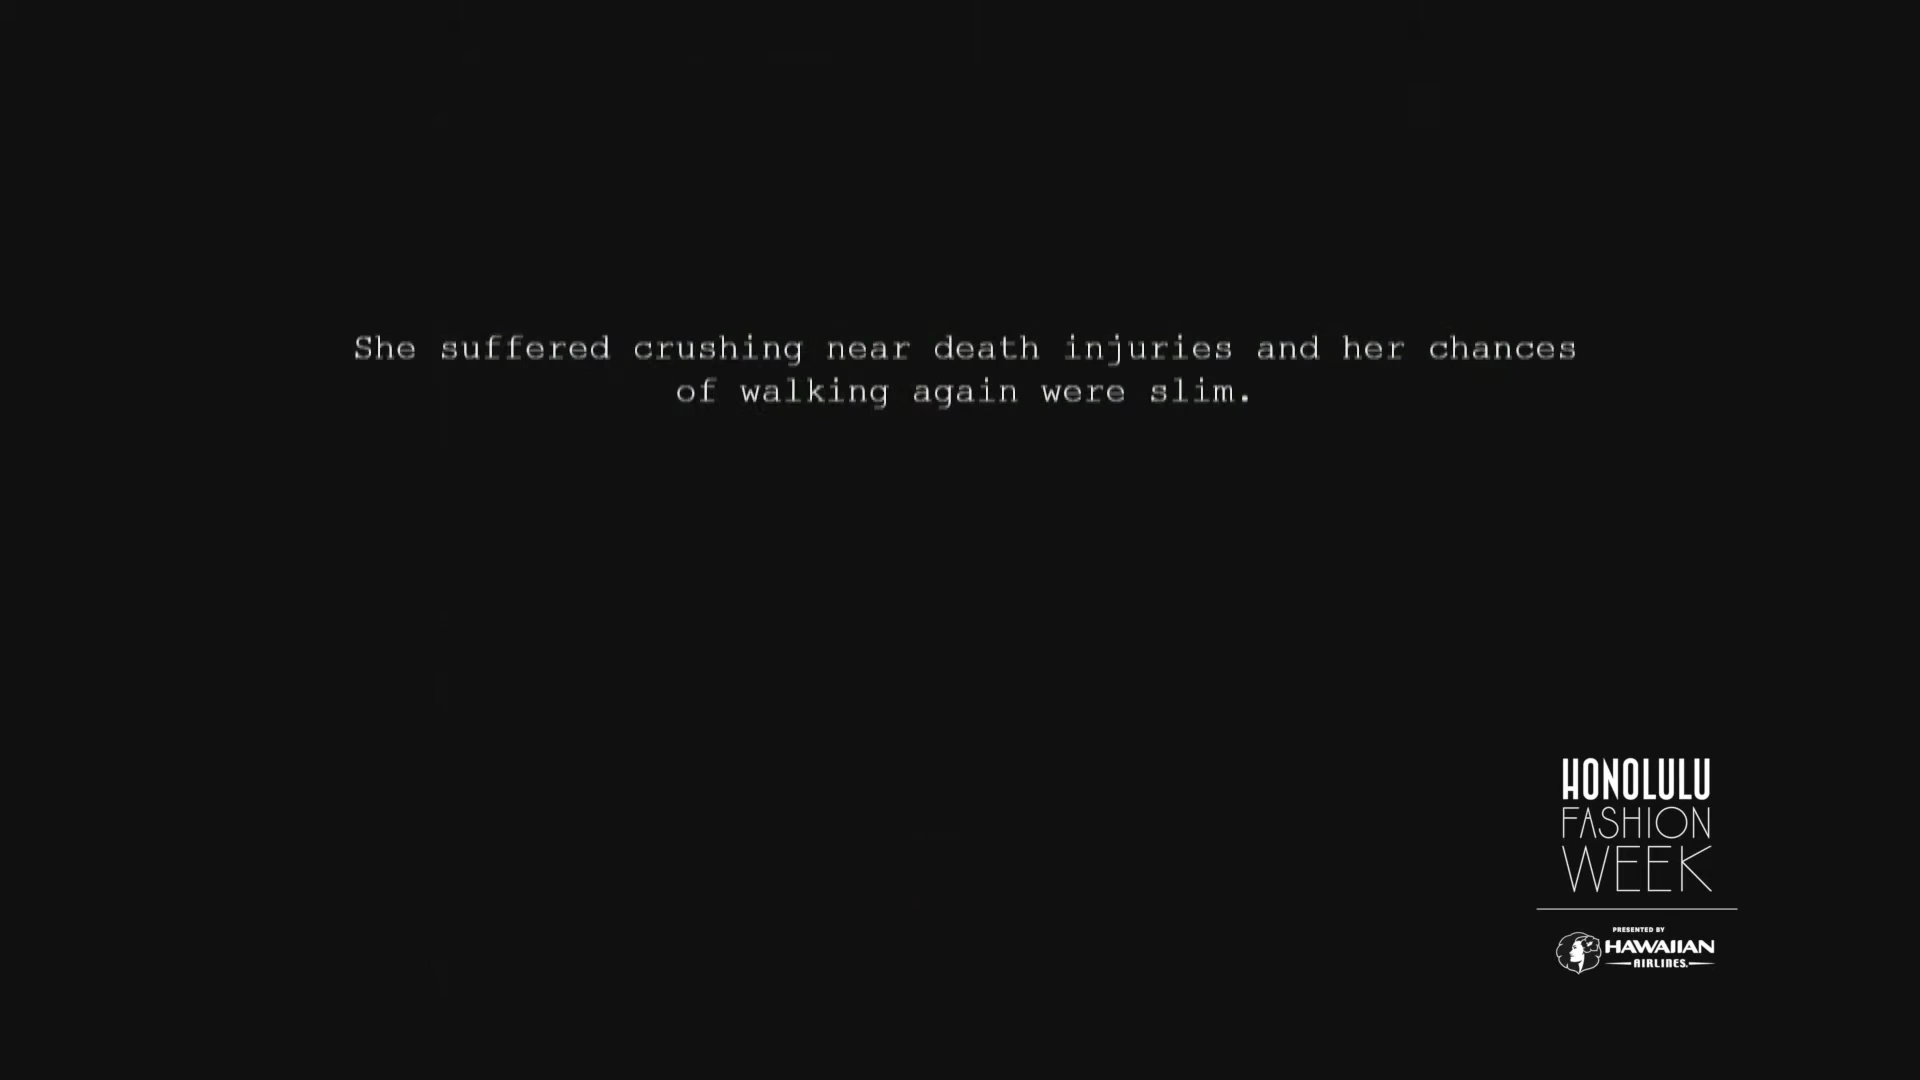 She suffered crushing near death injuries and her chances
of walking again were slim.
HONOLULU
FASHION
WEEK
PRESENTED BY
HAWAIIAN
AIRLINES.